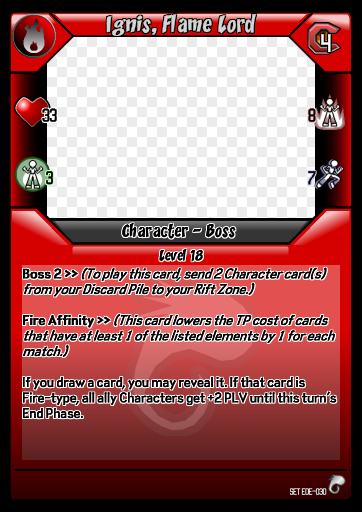 Ignis, Flame Lord
4
33
8
3
7
Character - Boss
Level 18
Boss 2 >> (To play this card, send 2 Character card(s)
from your Discard Pile to your Rift Zone.)
Fire Affinity >> (This card lowers the TP cost of cards
that have at least 1 of the listed elements by 1 for each
match.)
If you draw a card, you may reveal it. If that card is
Fire-type, all ally Characters get +2 PLV until this turn's
End Phase.
SET EDE-030